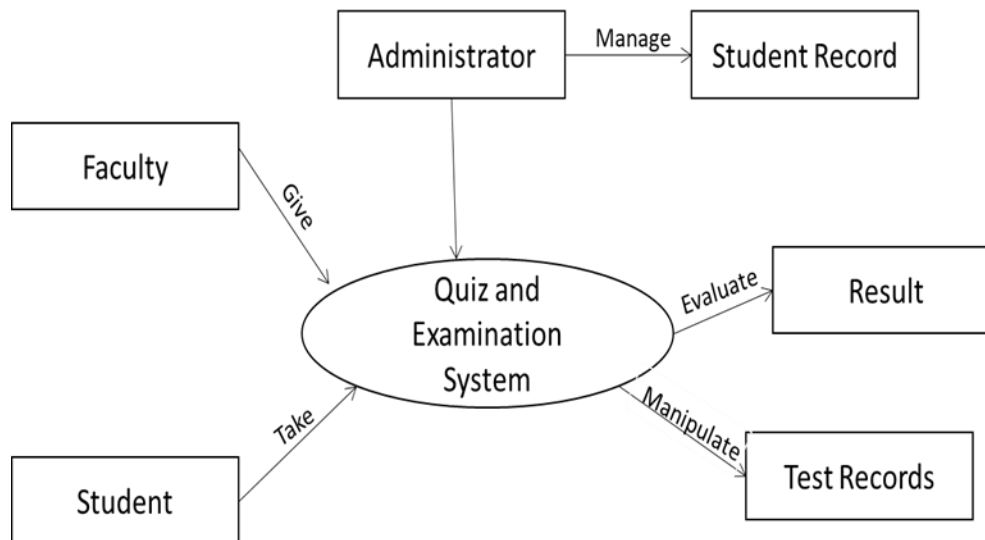 Administrator
Manage
Student Record
Faculty
Give
Quiz and
Examination
System
Evaluate
Result
Take
Manipulate
Student
Test Records